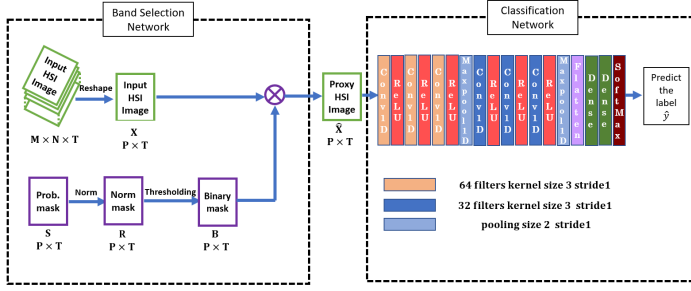 Band Selection
Network
Input
HSI
Image
Reshape
M × N × T
Input
HSI
Image
X
P × T
Proxy
HSI
Image
X̂
P × T
Prob.
mask
Norm
S
P × T
Norm
mask
Thresholding
R
P × T
Binary
mask
B
P × T
Classification
Network
Conv1D
ReLU
Conv1D
ReLU
Conv1D
ReLU
Maxpool1D
Conv1D
ReLU
Conv1D
ReLU
Conv1D
ReLU
Maxpool1D
Flatten
Dense
Dense
SoftMax
Predict
the
label
ŷ
64 filters kernel size 3 stride1
32 filters kernel size 3 stride1
pooling size 2 stride1